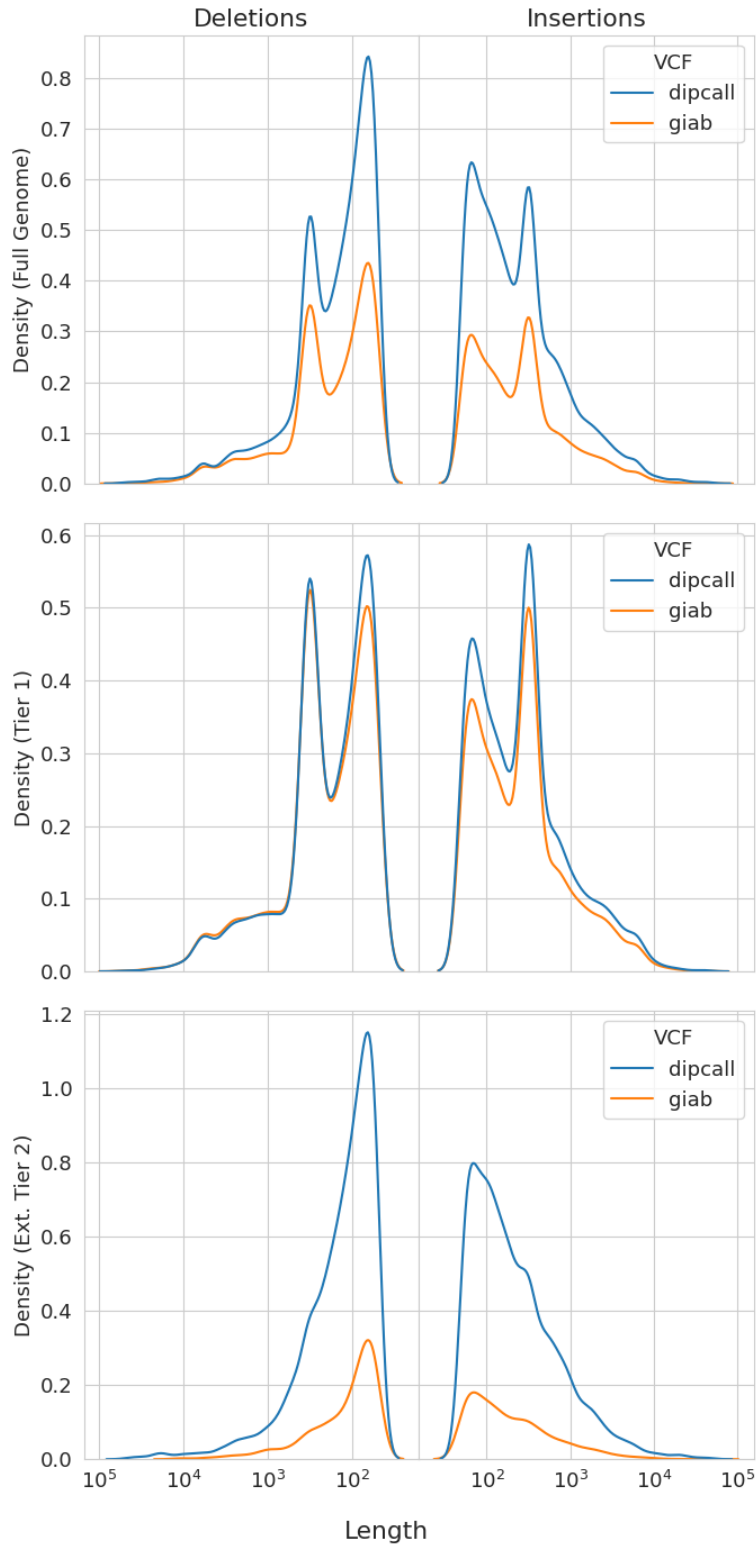 Deletions Insertions
Density (Full Genome)
0.8
0.7
0.6
0.5
0.4
0.3
0.2
0.1
0.0
VCF
dipcall
giab
Density (Tier 1)
0.6
0.5
0.4
0.3
0.2
0.1
0.0
VCF
dipcall
giab
Density (Ext. Tier 2)
1.2
1.0
0.8
0.6
0.4
0.2
0.0
VCF
dipcall
giab
10⁵ 10⁴ 10³ 10² 10² 10³ 10⁴ 10⁵
Length